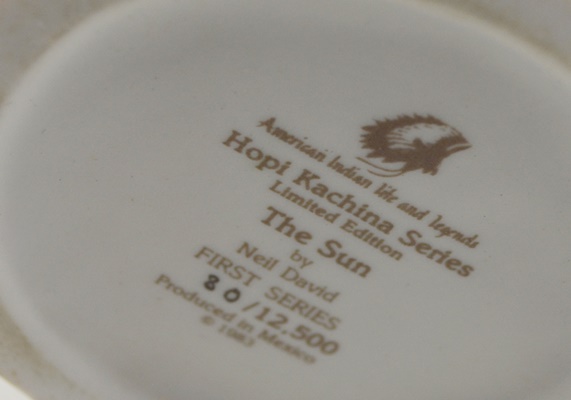 American Indian life and legends
Hopi Kachina Series
Limited Edition
The Sun
by
Neil David
FIRST SERIES
80/12,500
Produced in Mexico
© 1983